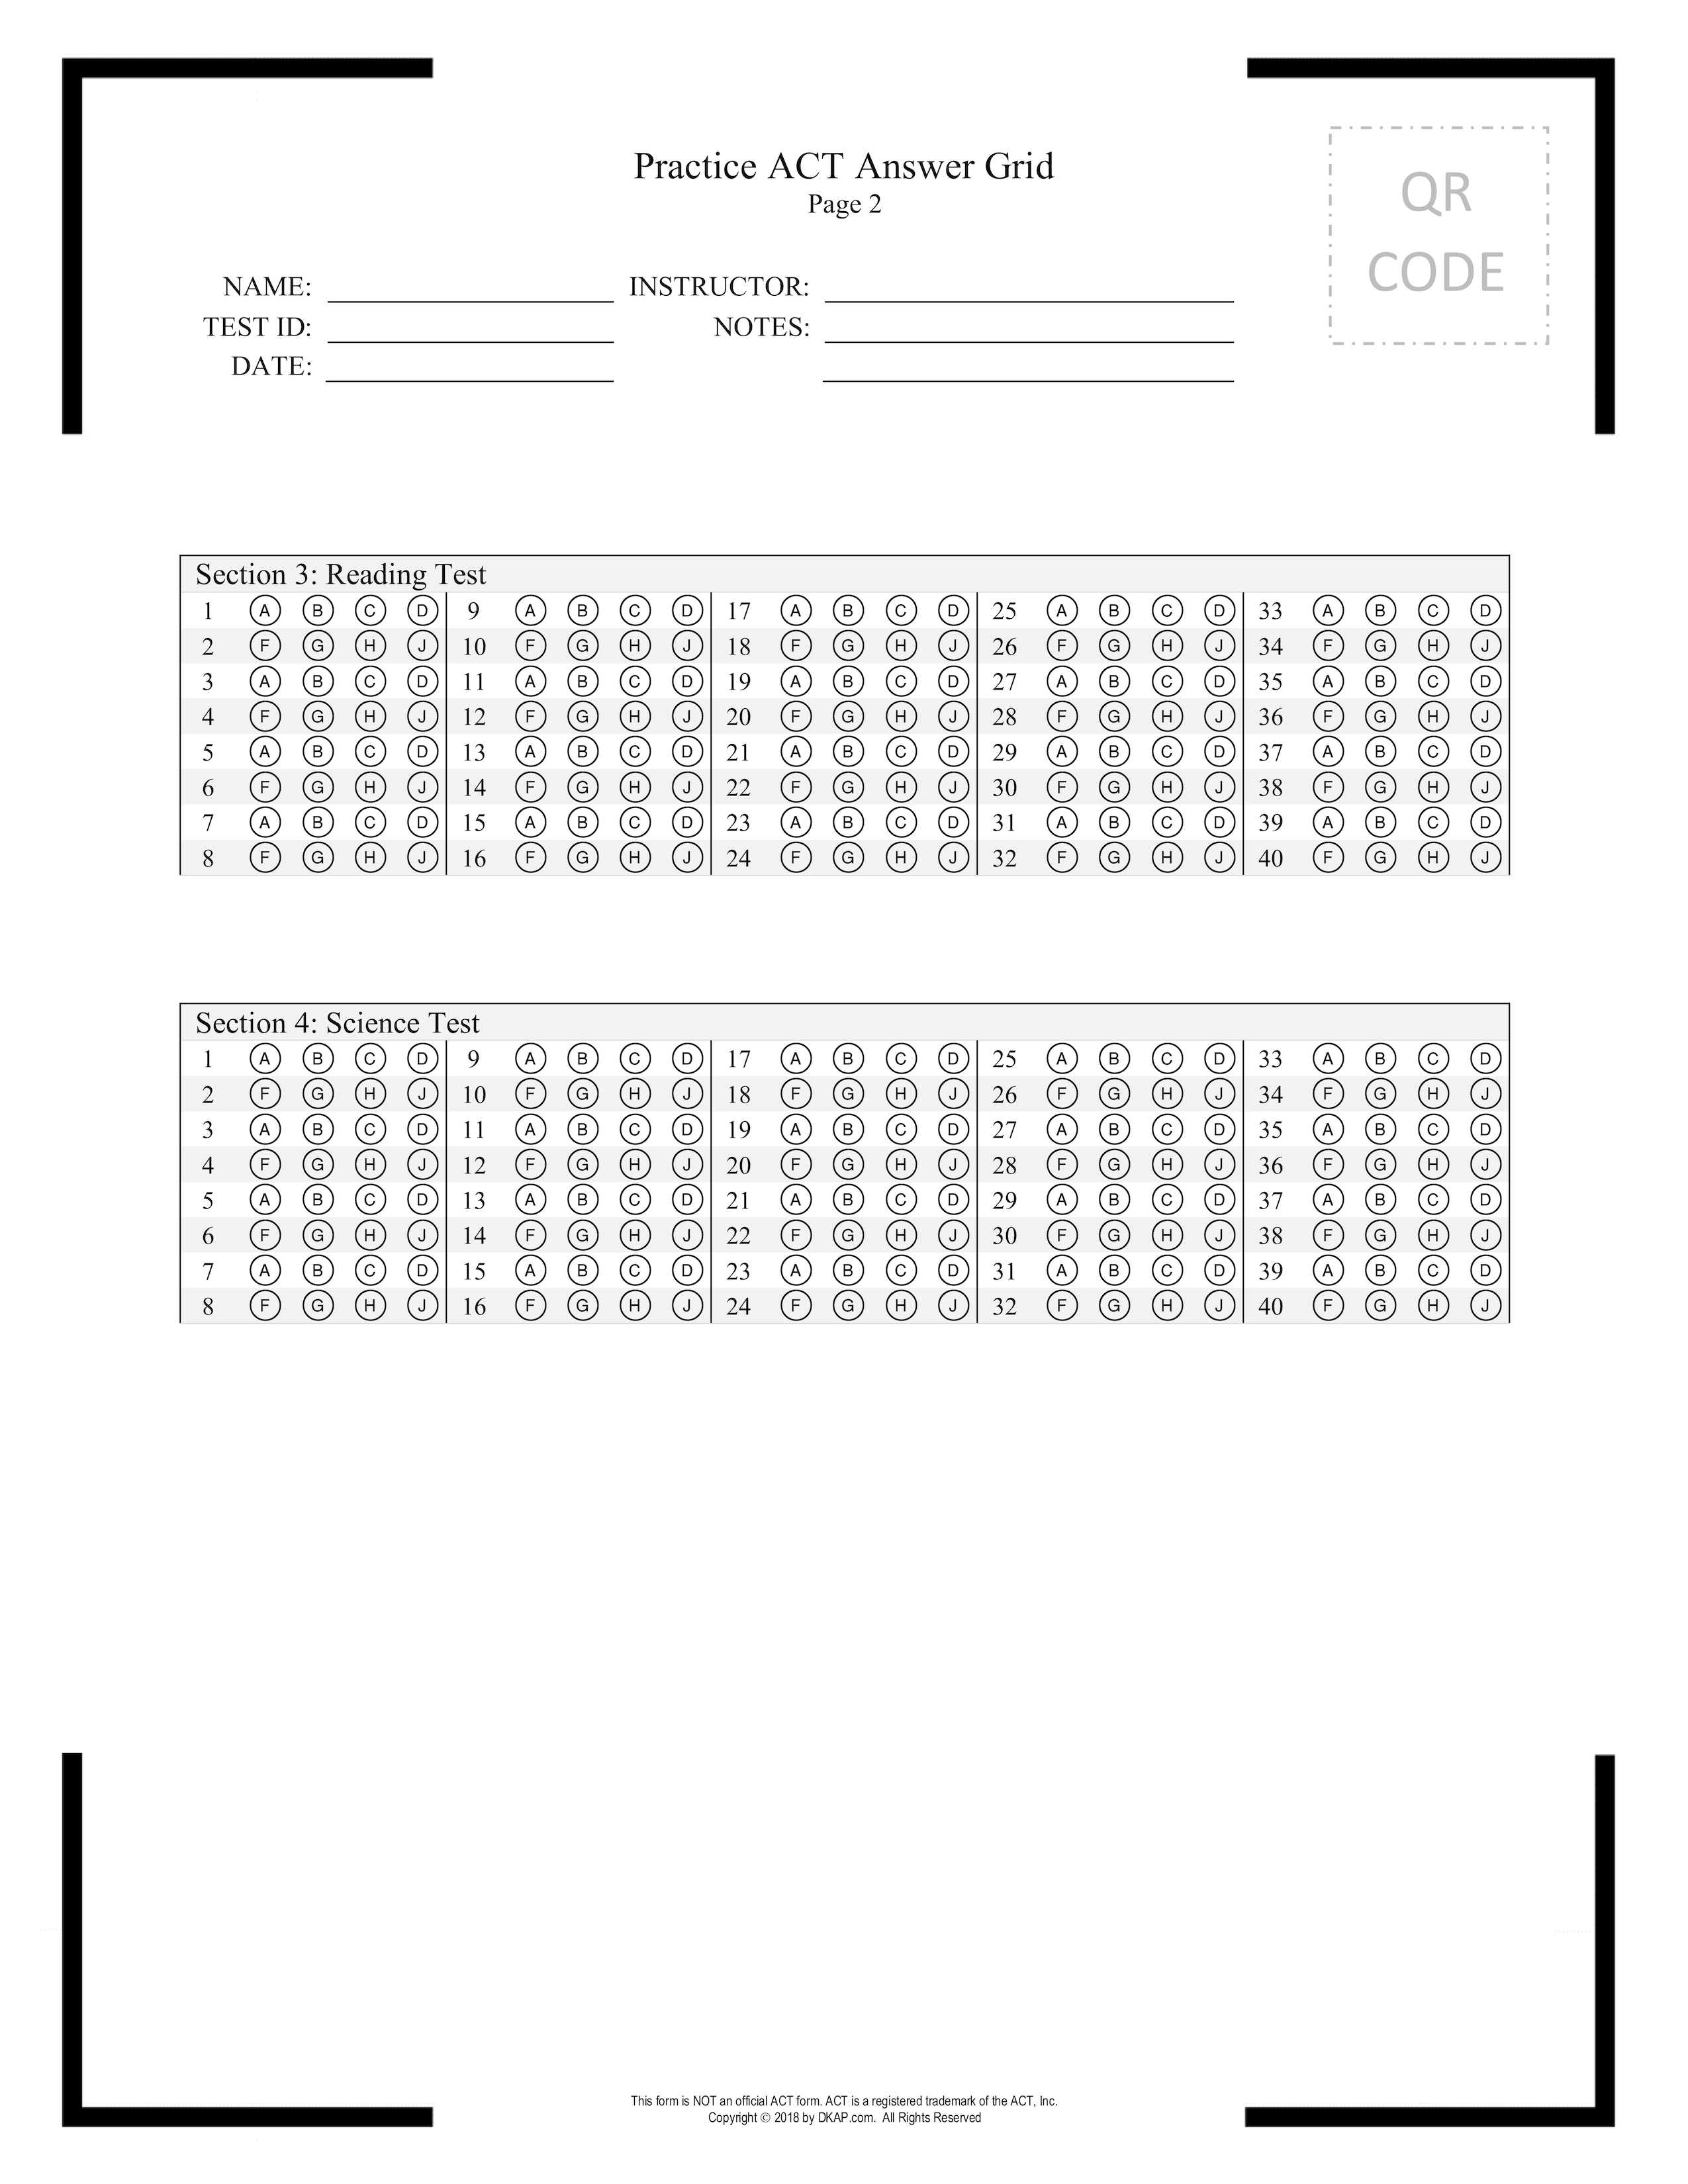 Practice ACT Answer Grid
Page 2
QR
CODE
NAME: INSTRUCTOR:
TEST ID: NOTES:
DATE:
Section 3: Reading Test
1 A B C D 9 A B C D 17 A B C D 25 A B C D 33 A B C D
2 F G H J 10 F G H J 18 F G H J 26 F G H J 34 F G H J
3 A B C D 11 A B C D 19 A B C D 27 A B C D 35 A B C D
4 F G H J 12 F G H J 20 F G H J 28 F G H J 36 F G H J
5 A B C D 13 A B C D 21 A B C D 29 A B C D 37 A B C D
6 F G H J 14 F G H J 22 F G H J 30 F G H J 38 F G H J
7 A B C D 15 A B C D 23 A B C D 31 A B C D 39 A B C D
8 F G H J 16 F G H J 24 F G H J 32 F G H J 40 F G H J
Section 4: Science Test
1 A B C D 9 A B C D 17 A B C D 25 A B C D 33 A B C D
2 F G H J 10 F G H J 18 F G H J 26 F G H J 34 F G H J
3 A B C D 11 A B C D 19 A B C D 27 A B C D 35 A B C D
4 F G H J 12 F G H J 20 F G H J 28 F G H J 36 F G H J
5 A B C D 13 A B C D 21 A B C D 29 A B C D 37 A B C D
6 F G H J 14 F G H J 22 F G H J 30 F G H J 38 F G H J
7 A B C D 15 A B C D 23 A B C D 31 A B C D 39 A B C D
8 F G H J 16 F G H J 24 F G H J 32 F G H J 40 F G H J
This form is NOT an official ACT form. ACT is a registered trademark of the ACT, Inc.
Copyright © 2018 by DKAP.com. All Rights Reserved